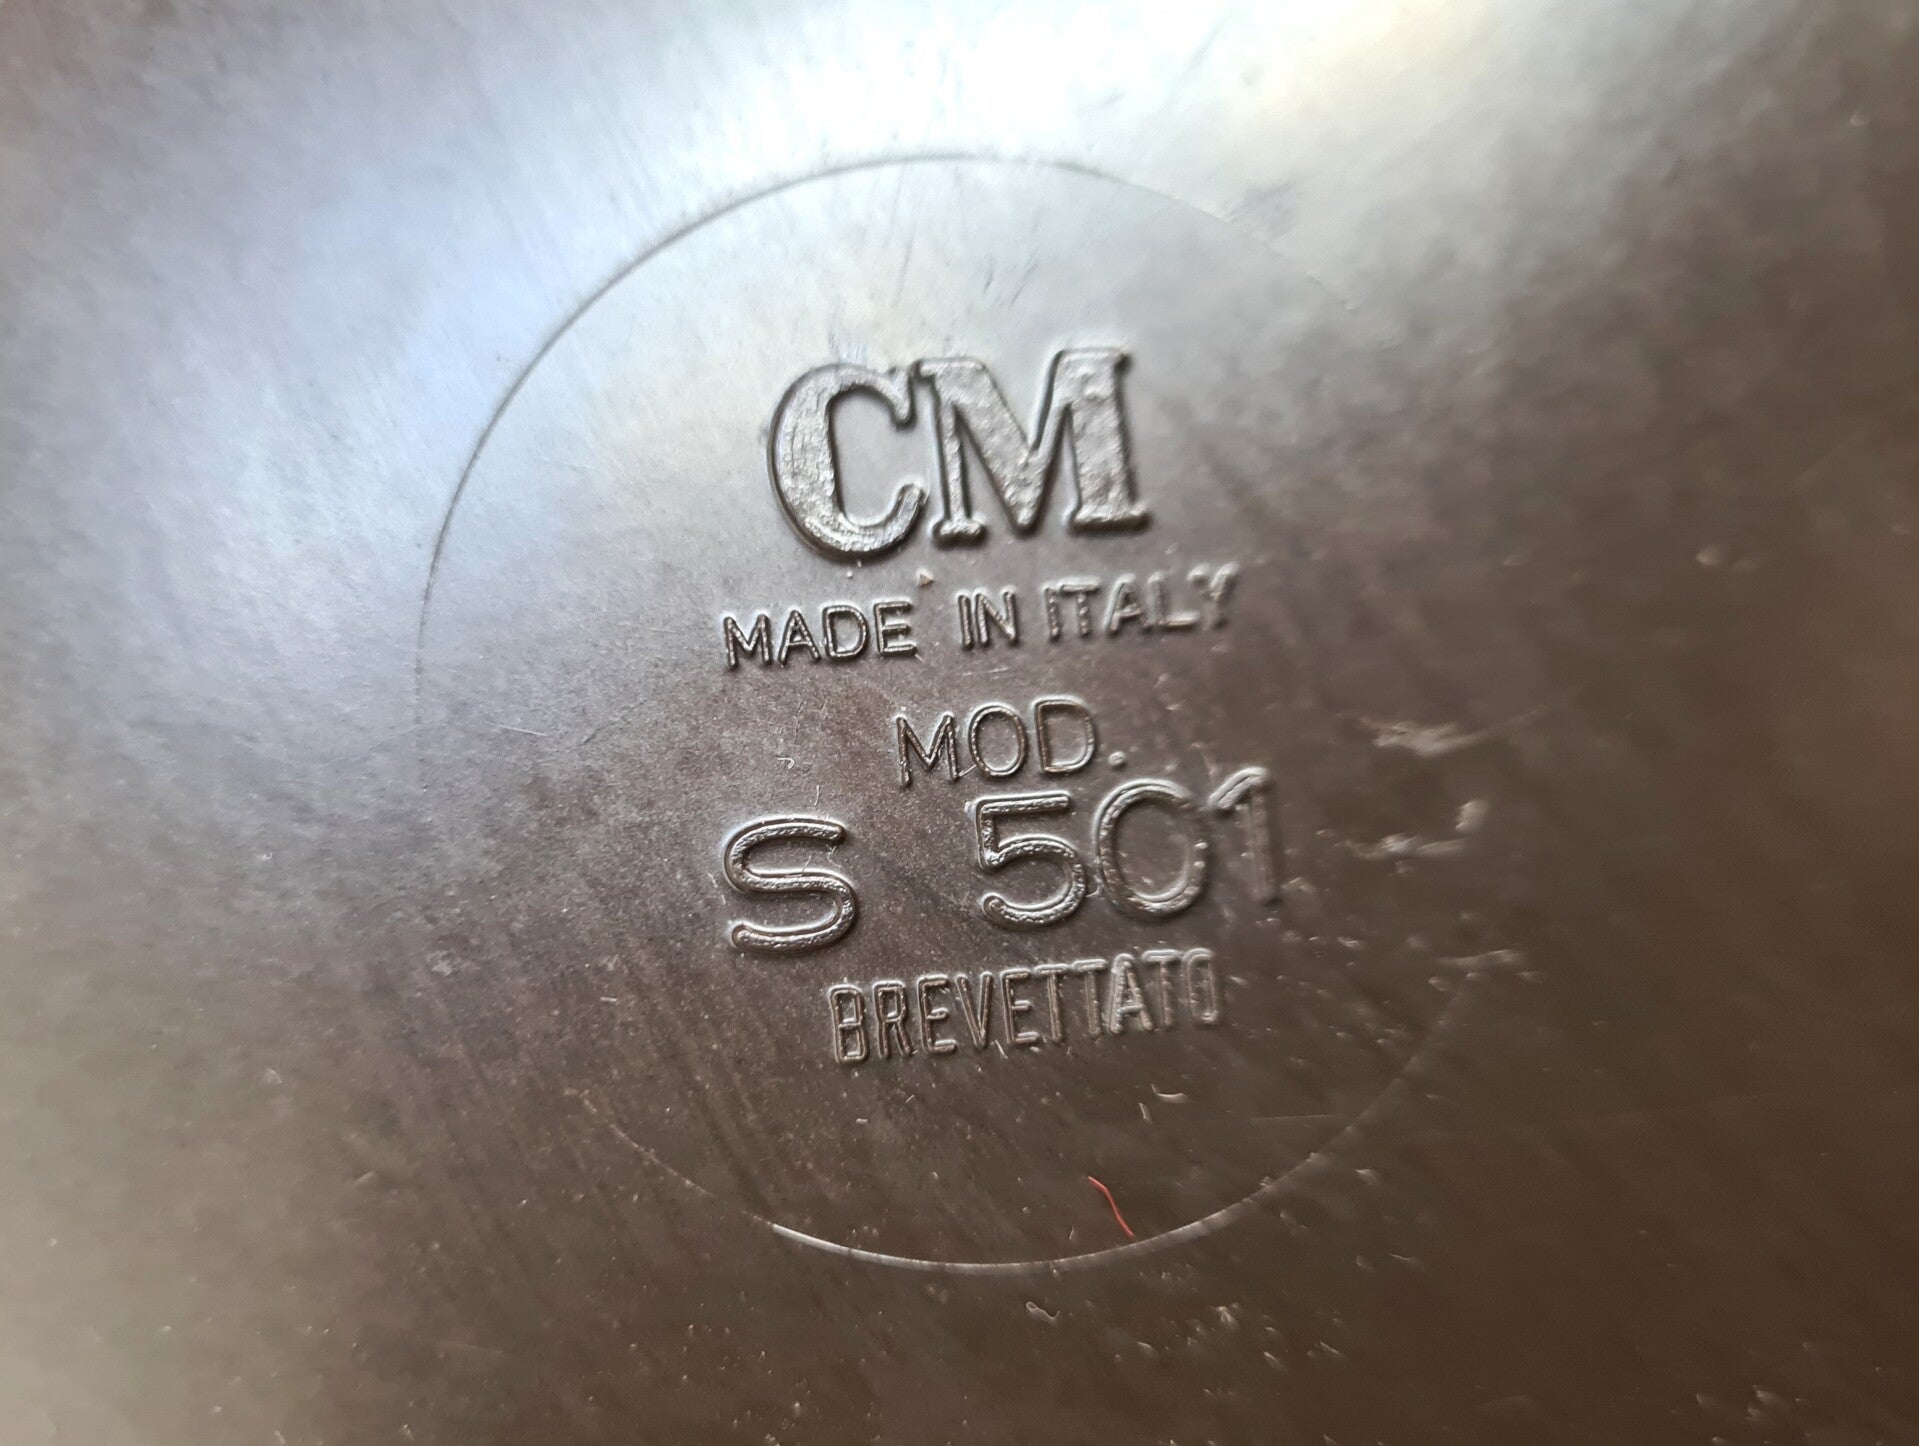 CM
MADE IN ITALY
MOD.
S 501
BREVETTATO